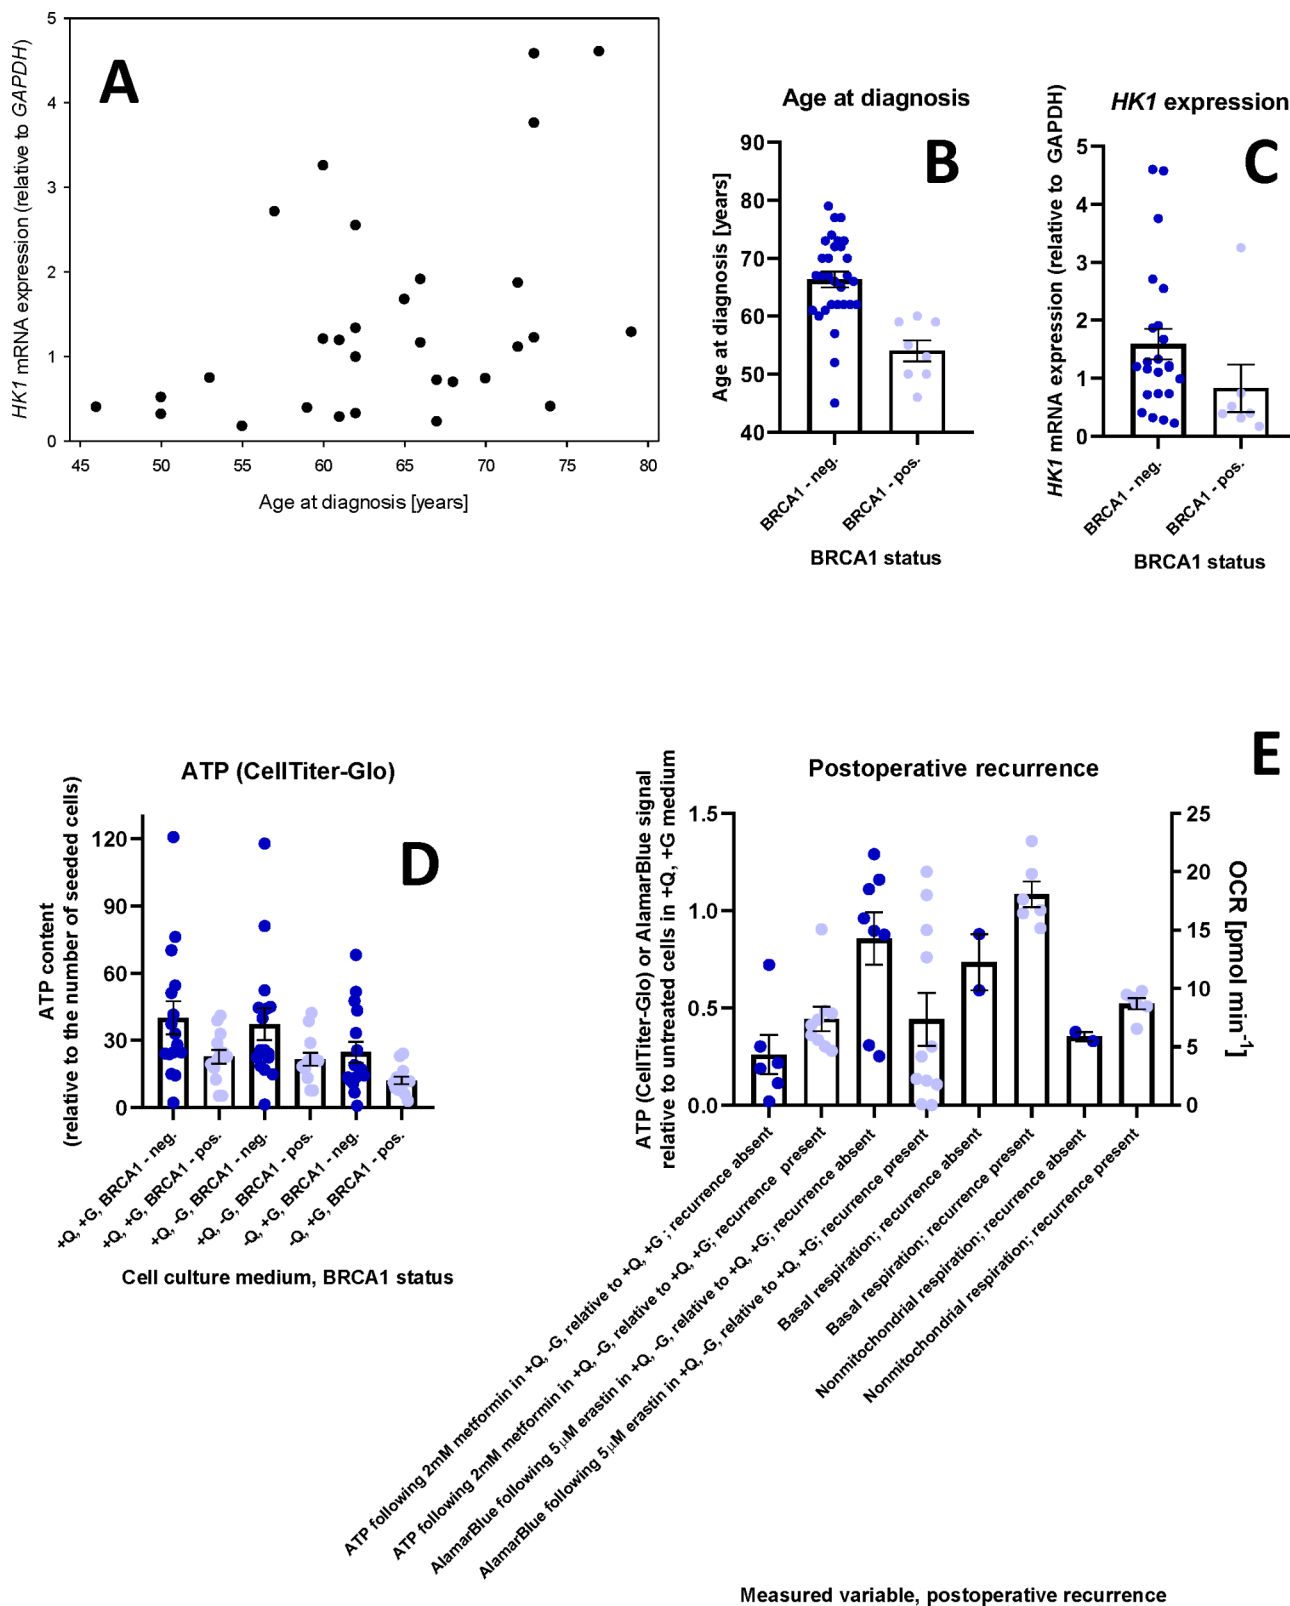 A
HK1 mRNA expression (relative to GAPDH)
5
4
3
2
1
0
45 50 55 60 65 70 75 80
Age at diagnosis [years]
Age at diagnosis
B
Age at diagnosis [years]
90
80
70
60
50
40
BRCA1 - neg.
BRCA1 - pos.
BRCA1 status
HK1 expression
C
HK1 mRNA expression (relative to GAPDH)
5
4
3
2
1
0
BRCA1 - neg.
BRCA1 - pos.
BRCA1 status
ATP (CellTiter-Glo)
D
ATP content
(relative to the number of seeded cells)
120
90
60
30
0
+Q, +G, BRCA1 - neg.
+Q, +G, BRCA1 - pos.
+Q, -G, BRCA1 - neg.
+Q, -G, BRCA1 - pos.
-Q, +G, BRCA1 - neg.
-Q, +G, BRCA1 - pos.
Cell culture medium, BRCA1 status
E
Postoperative recurrence
ATP (CellTiter-Glo) or AlamarBlue signal
relative to untreated cells in +Q, +G medium
1.5
1.0
0.5
0.0
25
20
15
10
5
0
OCR [pmol min-1]
ATP following 2mM metformin in +Q, -G, relative to +Q, +G ; recurrence absent
ATP following 2mM metformin in +Q, -G, relative to +Q, +G; recurrence present
AlamarBlue following 5μM erastin in +Q, -G, relative to +Q, +G; recurrence absent
AlamarBlue following 5μM erastin in +Q, -G, relative to +Q, +G; recurrence present
Basal respiration; recurrence absent
Basal respiration; recurrence present
Nonmitochondrial respiration; recurrence absent
Nonmitochondrial respiration; recurrence present
Measured variable, postoperative recurrence